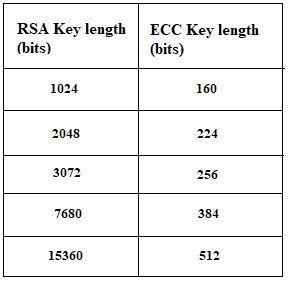 RSA Key length ECC Key length
(bits) (bits)
1024 160
2048 224
3072 256
7680 384
15360 512